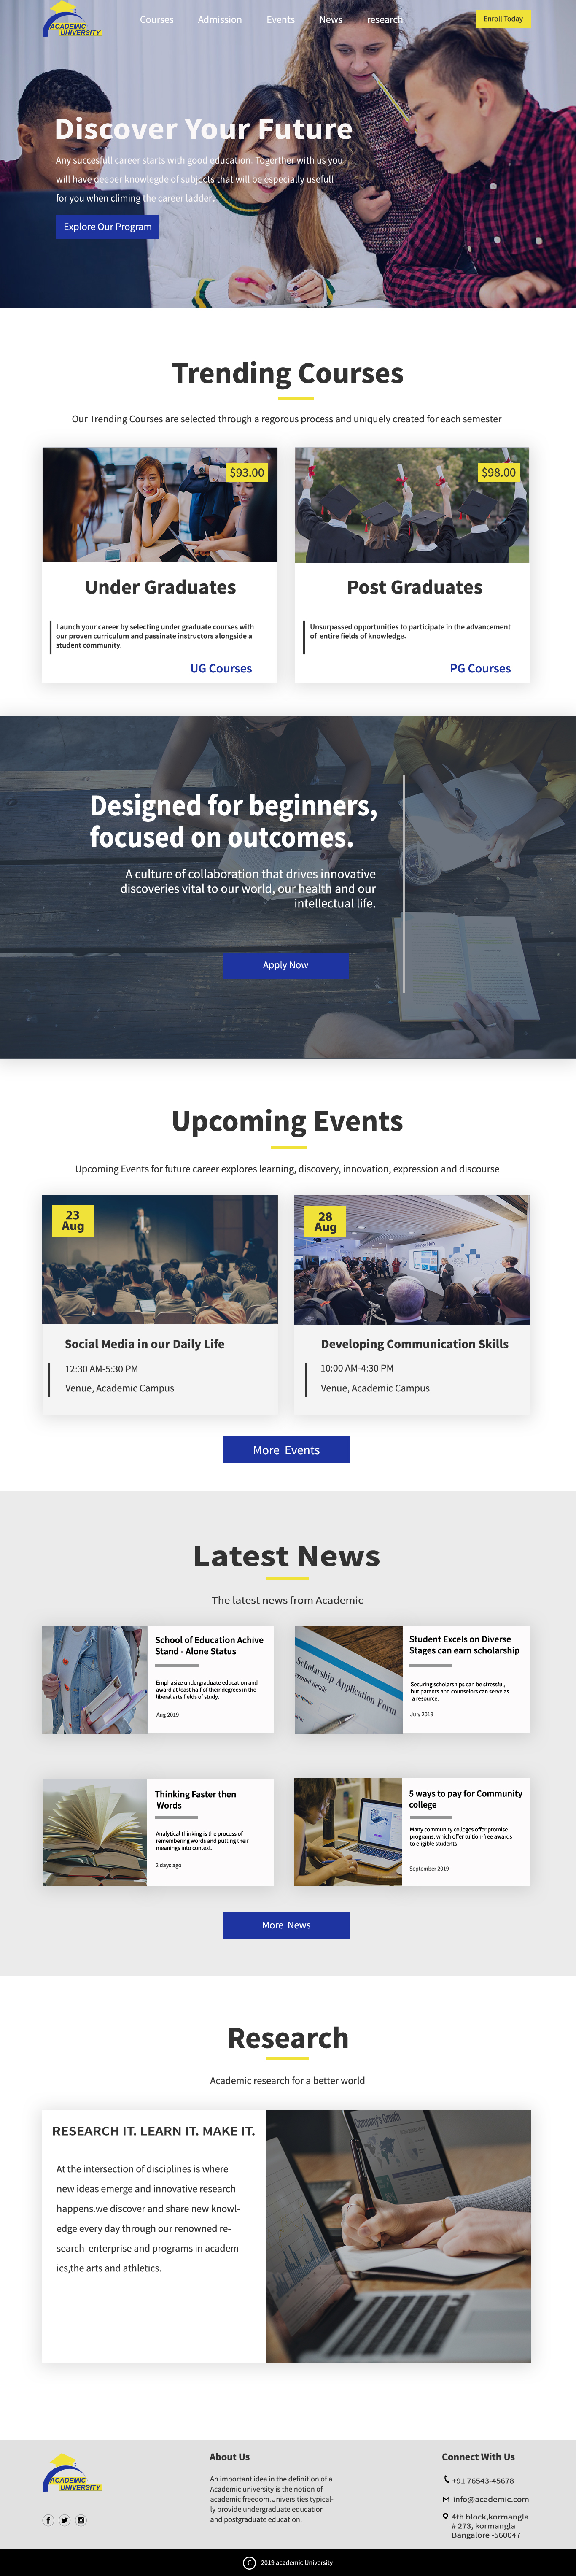 ACADEMIC
UNIVERSITY
Courses Admission Events News research
Enroll Today
Discover Your Future
Any succesfull career starts with good education. Together with us you
will have deeper knowlegde of subjects that will be especially usefull
for you when climing the career ladder.
Explore Our Program
Trending Courses
Our Trending Courses are selected through a regorous process and uniquely created for each semester
$93.00
Under Graduates
Launch your career by selecting under graduate courses with
our proven curriculum and passinate instructors alongside a
student community.
UG Courses
$98.00
Post Graduates
Unsurpassed opportunities to participate in the advancement
of entire fields of knowledge.
PG Courses
Designed for beginners,
focused on outcomes.
A culture of collaboration that drives innovative
discoveries vital to our world, our health and our
intellectual life.
Apply Now
Upcoming Events
Upcoming Events for future career explores learning, discovery, innovation, expression and discourse
23
Aug
Social Media in our Daily Life
12:30 AM-5:30 PM
Venue, Academic Campus
28
Aug
Developing Communication Skills
10:00 AM-4:30 PM
Venue, Academic Campus
More Events
Latest News
The latest news from Academic
School of Education Achive
Stand - Alone Status
Emphasize undergraduate education and
award at least half of their degrees in the
liberal arts fields of study.
Aug 2019
Scholarship Application Form
Student Excels on Diverse
Stages can earn scholarship
Securing scholarships can be stressful,
but parents and counselors can serve as
a resource.
July 2019
Thinking Faster then
Words
Analytical thinking is the process of
remembering words and putting their
meanings into context.
2 days ago
5 ways to pay for Community
college
Many community colleges offer promise
programs, which offer tuition-free awards
to eligible students
September 2019
More News
Research
Academic research for a better world
RESEARCH IT. LEARN IT. MAKE IT.
At the intersection of disciplines is where
new ideas emerge and innovative research
happens.we discover and share new knowl-
edge every day through our renowned re-
search enterprise and programs in academ-
ics,the arts and athletics.
Company's Growth
ACADEMIC
UNIVERSITY
About Us
An important idea in the definition of a
Academic university is the notion of
academic freedom.Universities typical-
ly provide undergraduate education
and postgraduate education.
Connect With Us
+91 76543-45678
info@academic.com
4th block,kormangla
# 273, kormangla
Bangalore -560047
C 2019 academic University